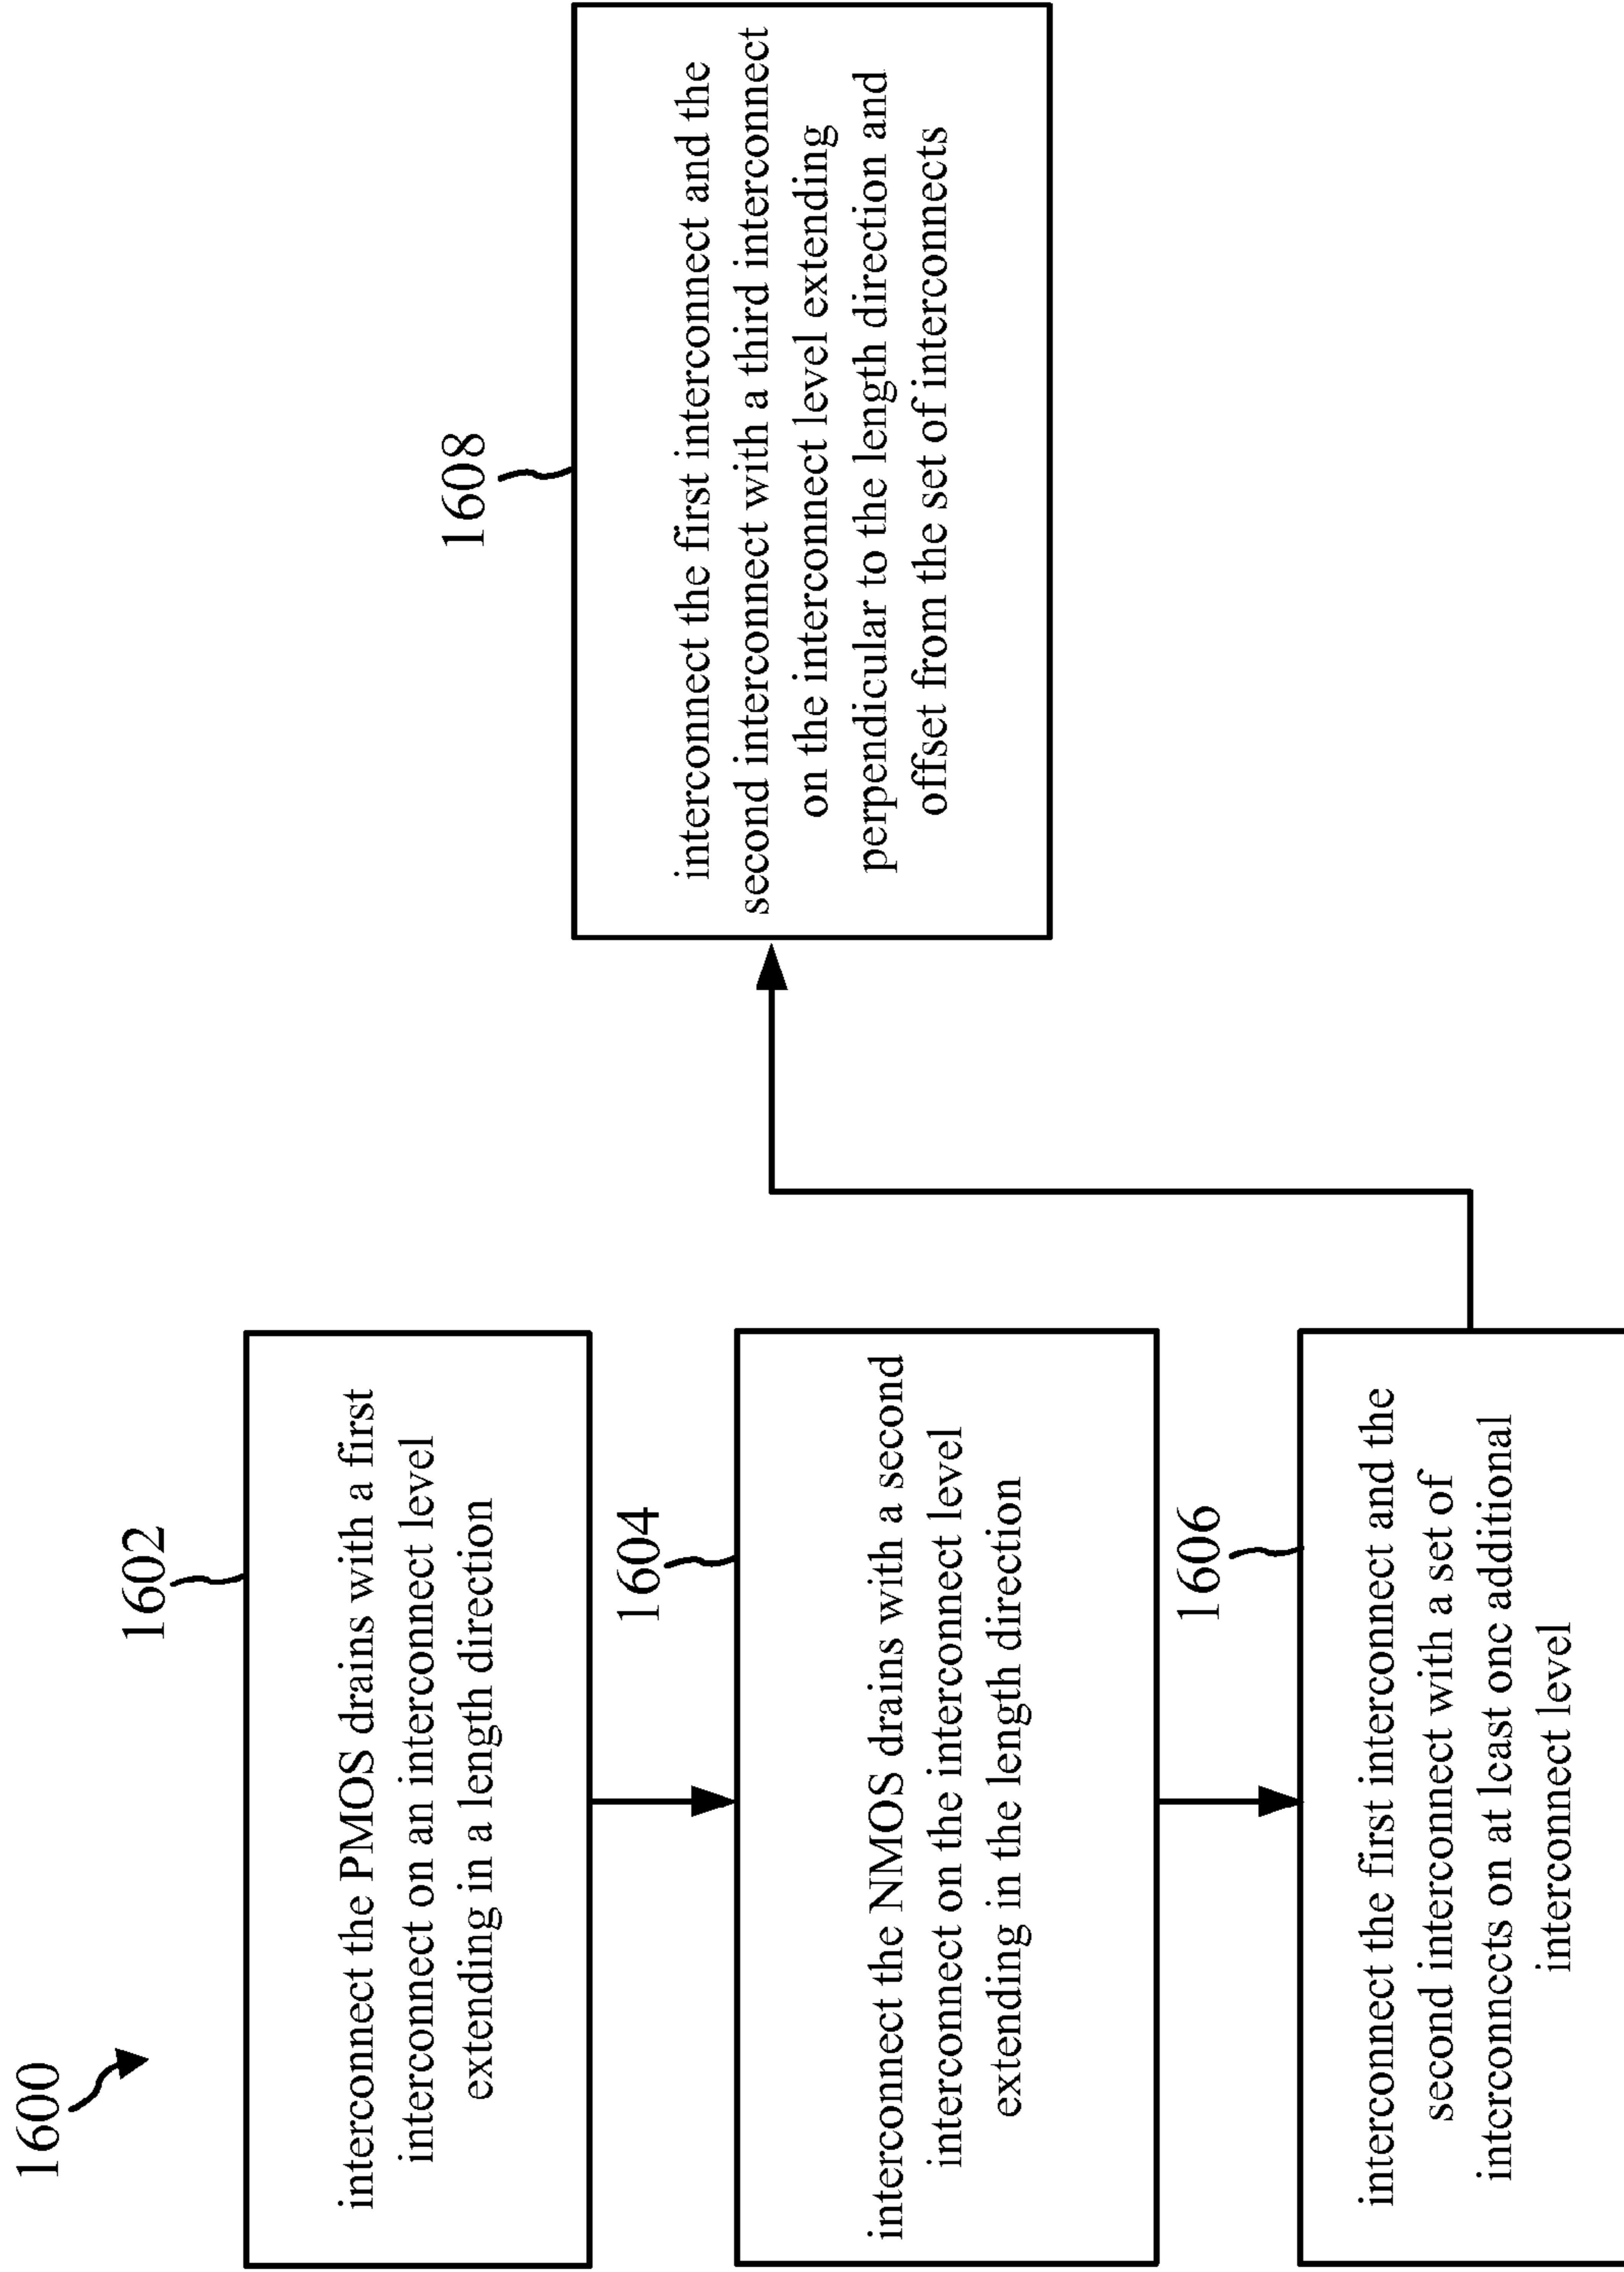 1600
1602
interconnect the PMOS drains with a first
interconnect on an interconnect level
extending in a length direction
1604
interconnect the NMOS drains with a second
interconnect on the interconnect level
extending in the length direction
1606
interconnect the first interconnect and the
second interconnect with a set of
interconnects on at least one additional
interconnect level
1608
interconnect the first interconnect and the
second interconnect with a third interconnect
on the interconnect level extending
perpendicular to the length direction and
offset from the set of interconnects